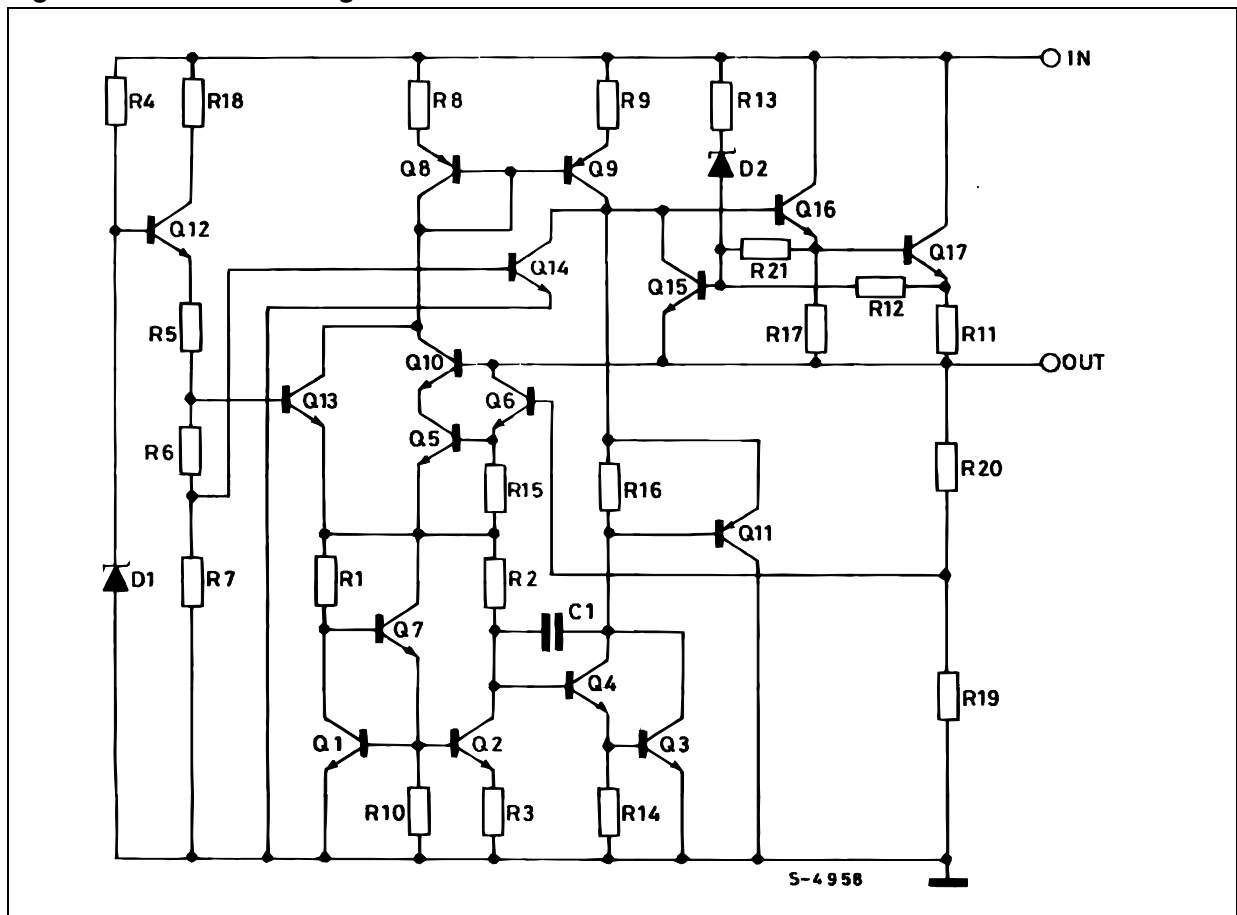 IN
R4 R18 R8 R9 R13
Q8 Q9 D2
Q12 Q16
Q14 R21 Q17
Q15 R12
R5 R17 R11
Q10 OUT
Q13 Q6
R6 Q5
R15 R16 R20
Q11
D1 R7 R1 R2
C1
Q7
Q4
R19
Q1 Q2 Q3
R10 R3 R14
S-4958